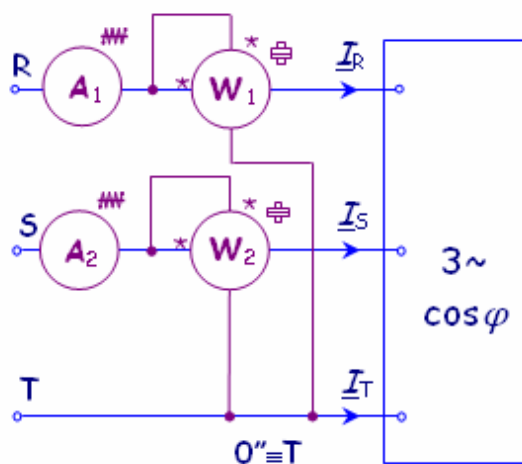 R
A₁
*
*
W₁
I_R
S
A₂
*
*
W₂
I_S
3~
cosφ
T
I_T
0"≡T